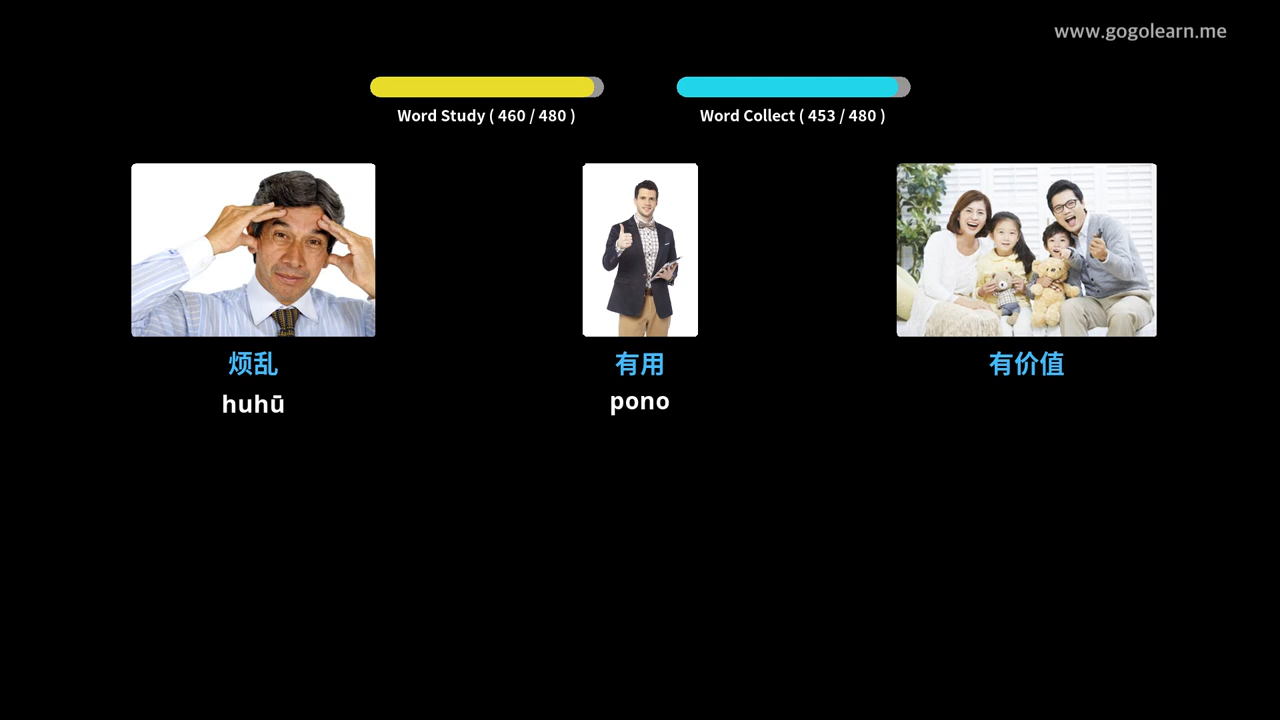 www.gogolearn.me
Word Study ( 460 / 480 )
Word Collect ( 453 / 480 )
烦乱
huhū
有用
pono
有价值